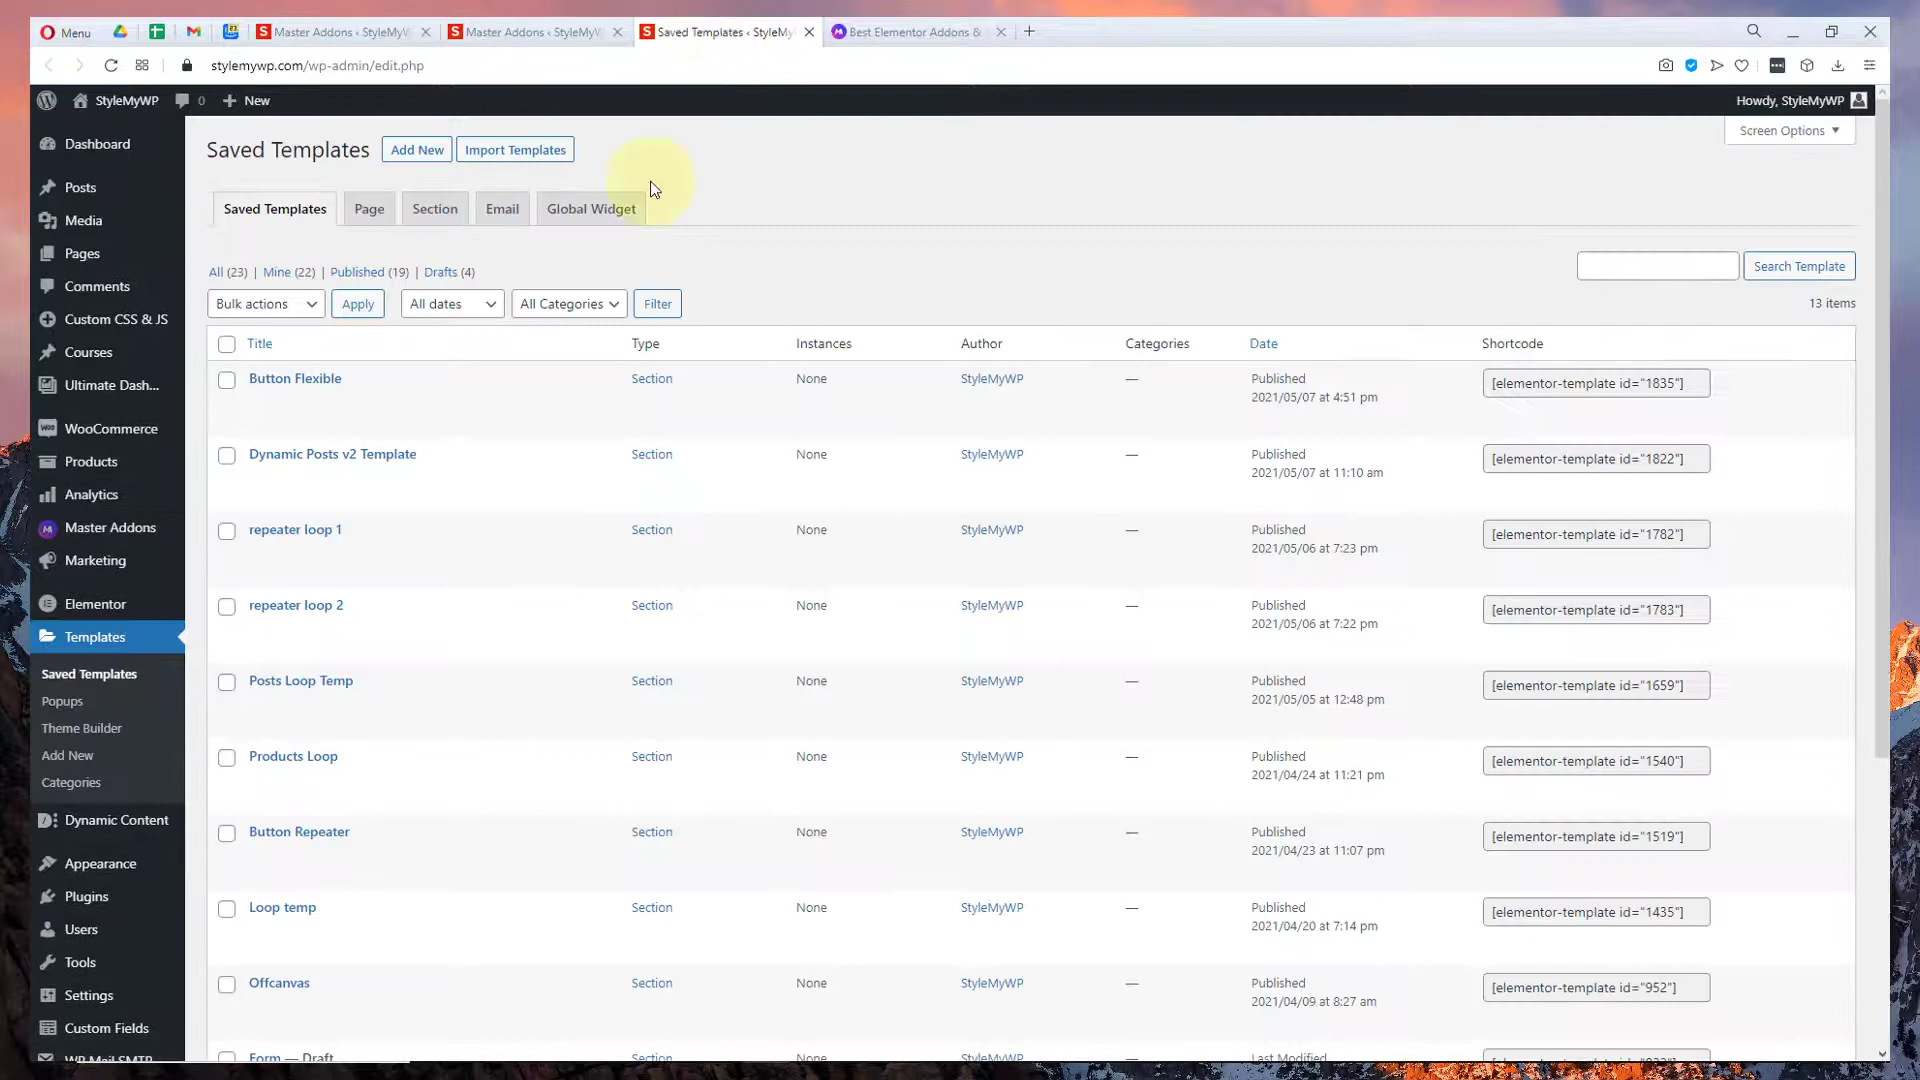 Menu
Master Addons ‹ StyleMyW
Master Addons ‹ StyleMyW
Saved Templates ‹ StyleMy
Best Elementor Addons &
stylemywp.com/wp-admin/edit.php
StyleMyWP 0 New Howdy, StyleMyWP
Screen Options
Dashboard
Posts
Media
Pages
Comments
Custom CSS & JS
Courses
Ultimate Dash...
WooCommerce
Products
Analytics
Master Addons
Marketing
Elementor
Templates
Saved Templates
Popups
Theme Builder
Add New
Categories
Dynamic Content
Appearance
Plugins
Users
Tools
Settings
Custom Fields
WP Mail SMTP
Saved Templates Add New Import Templates
Saved Templates Page Section Email Global Widget
All (23) | Mine (22) | Published (19) | Drafts (4)
Search Template
Bulk actions Apply All dates All Categories Filter 13 items
Title Type Instances Author Categories Date Shortcode
Button Flexible Section None StyleMyWP — Published [elementor-template id="1835"]
2021/05/07 at 4:51 pm
Dynamic Posts v2 Template Section None StyleMyWP — Published [elementor-template id="1822"]
2021/05/07 at 11:10 am
repeater loop 1 Section None StyleMyWP — Published [elementor-template id="1782"]
2021/05/06 at 7:23 pm
repeater loop 2 Section None StyleMyWP — Published [elementor-template id="1783"]
2021/05/06 at 7:22 pm
Posts Loop Temp Section None StyleMyWP — Published [elementor-template id="1659"]
2021/05/05 at 12:48 pm
Products Loop Section None StyleMyWP — Published [elementor-template id="1540"]
2021/04/24 at 11:21 pm
Button Repeater Section None StyleMyWP — Published [elementor-template id="1519"]
2021/04/23 at 11:07 pm
Loop temp Section None StyleMyWP — Published [elementor-template id="1435"]
2021/04/20 at 7:14 pm
Offcanvas Section None StyleMyWP — Published [elementor-template id="952"]
2021/04/09 at 8:27 am
Form — Draft Section None StyleMyWP — Last Modified